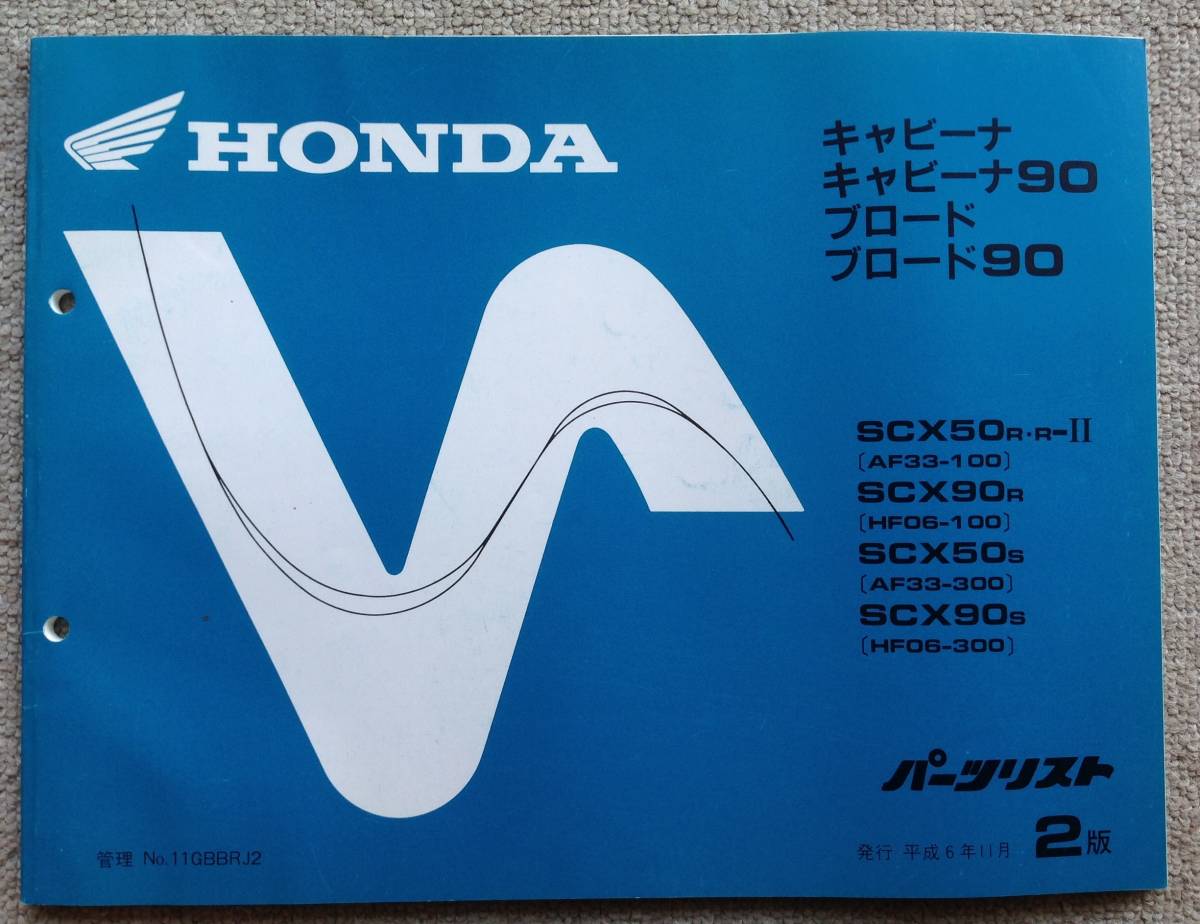 HONDA
キャビーナ
キャビーナ90
ブロード
ブロード90
SCX50R・R-II
〔AF33-100〕
SCX90R
〔HF06-100〕
SCX50S
〔AF33-300〕
SCX90S
〔HF06-300〕
パーツリスト
管理 No.11GBBRJ2
発行 平成6年11月 2版